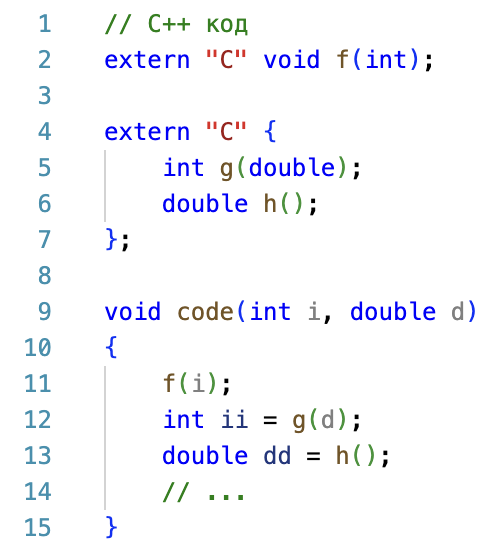 1 // C++ код
2 extern "C" void f(int);
3
4 extern "C" {
5     int g(double);
6     double h();
7 };
8
9 void code(int i, double d)
10 {
11     f(i);
12     int ii = g(d);
13     double dd = h();
14     // ...
15 }